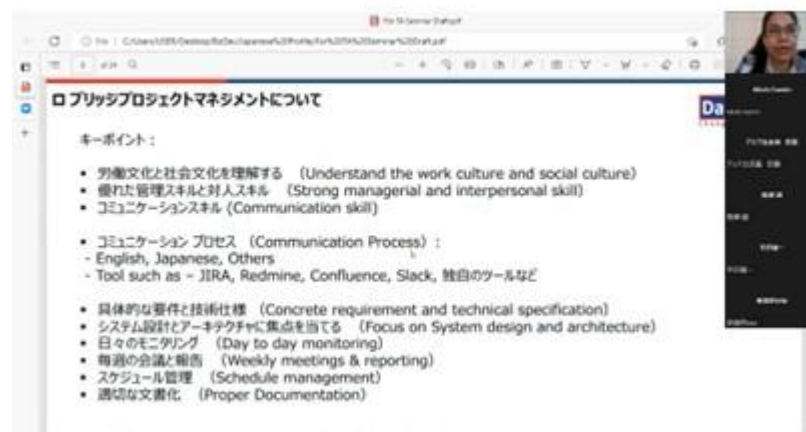 ロ ブリッジプロジェクトマネジメントについて
Da
キーポイント：
• 労働文化と社会文化を理解する （Understand the work culture and social culture）
• 優れた管理スキルと対人スキル （Strong managerial and interpersonal skill）
• コミュニケーションスキル (Communication skill)
• コミュニケーション プロセス （Communication Process）：
- English, Japanese, Others
- Tool such as – JIRA, Redmine, Confluence, Slack, 独自のツールなど
• 具体的な要件と技術仕様 （Concrete requirement and technical specification）
• システム設計とアーキテクチャに焦点を当てる （Focus on System design and architecture）
• 日々のモニタリング （Day to day monitoring）
• 毎週の会議と報告 （Weekly meetings & reporting）
• スケジュール管理 （Schedule management）
• 適切な文書化 （Proper Documentation）